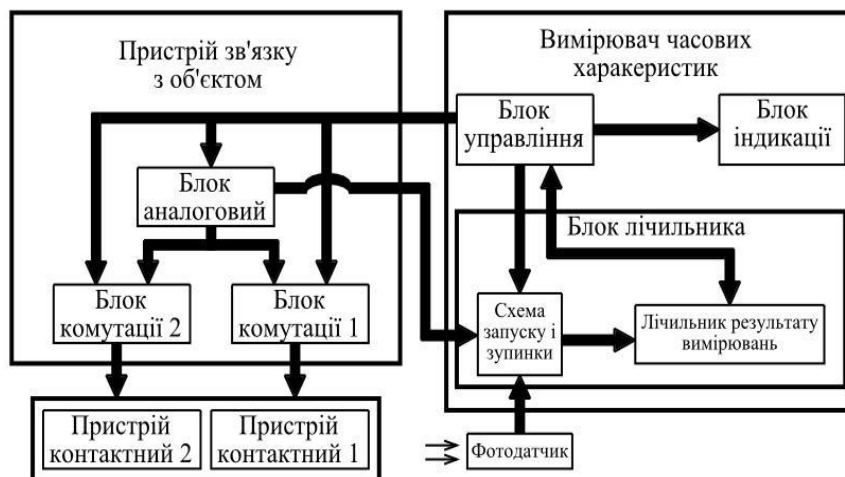 Пристрій зв'язку
з об'єктом
Вимірювач часових
характеристик
Блок
управління
Блок
індикації
Блок
аналоговий
Блок лічильника
Блок
комутації 2
Блок
комутації 1
Схема
запуску і
зупинки
Лічильник результату
вимірювань
Пристрій
контактний 2
Пристрій
контактний 1
Фотодатчик